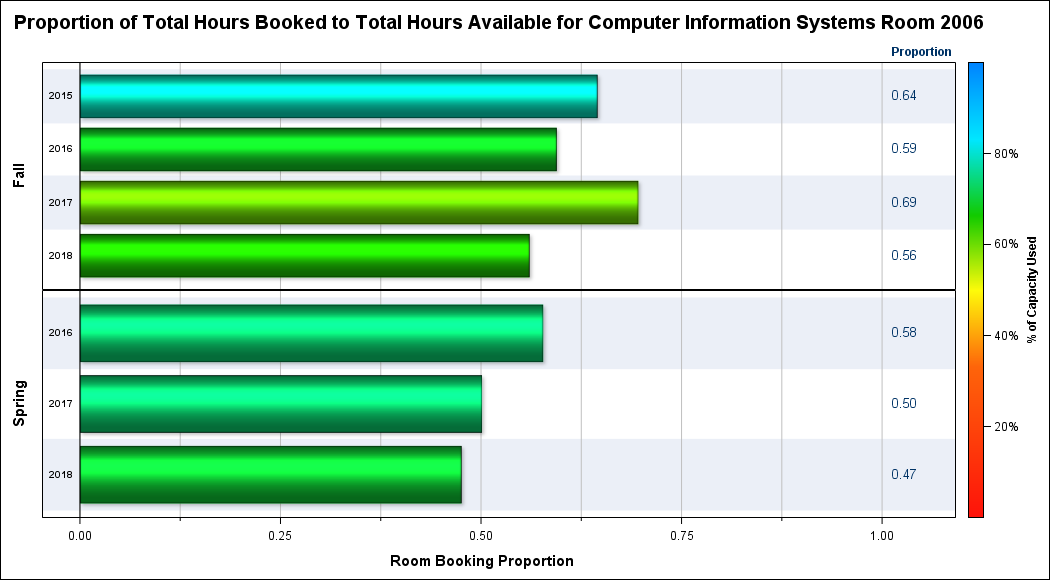 Proportion of Total Hours Booked to Total Hours Available for Computer Information Systems Room 2006
Proportion
Fall
2015 0.64
2016 0.59
2017 0.69
2018 0.56
Spring
2016 0.58
2017 0.50
2018 0.47
0.00 0.25 0.50 0.75 1.00
Room Booking Proportion
80%
60%
40%
20%
% of Capacity Used